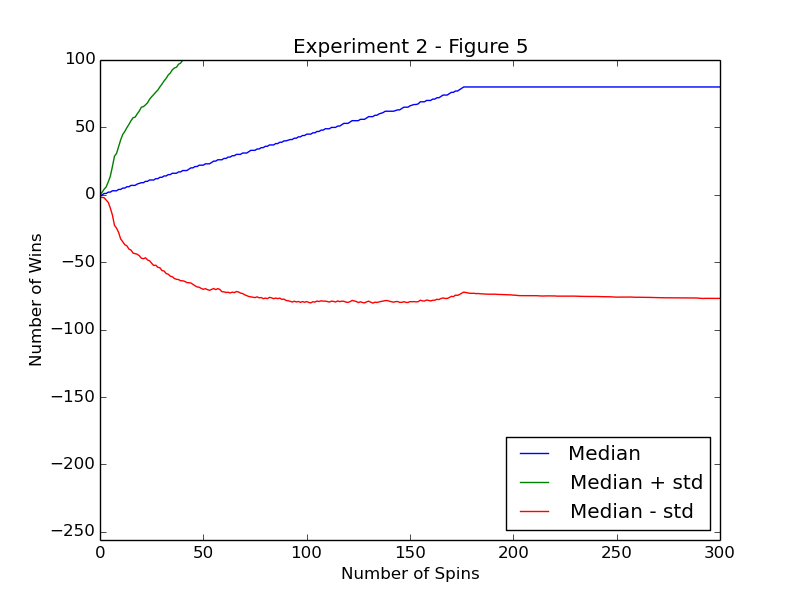 Experiment 2 - Figure 5
100
50
0
−50
−100
−150
−200
−250
Number of Wins
0 50 100 150 200 250 300
Number of Spins
Median
Median + std
Median - std